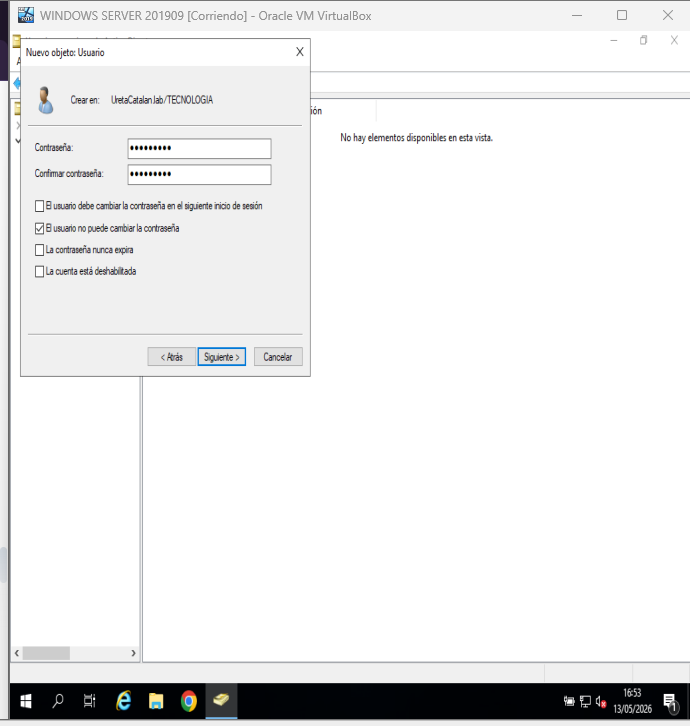 WINDOWS SERVER 201909 [Corriendo] - Oracle VM VirtualBox
Nuevo objeto: Usuario
Crear en: UretaCatalan.lab/TECNOLOGIA
ión
No hay elementos disponibles en esta vista.
Contraseña: •••••••••
Confirmar contraseña: •••••••••
El usuario debe cambiar la contraseña en el siguiente inicio de sesión
El usuario no puede cambiar la contraseña
La contraseña nunca expira
La cuenta está deshabilitada
< Atrás
Siguiente >
Cancelar
16:53
13/05/2026
1